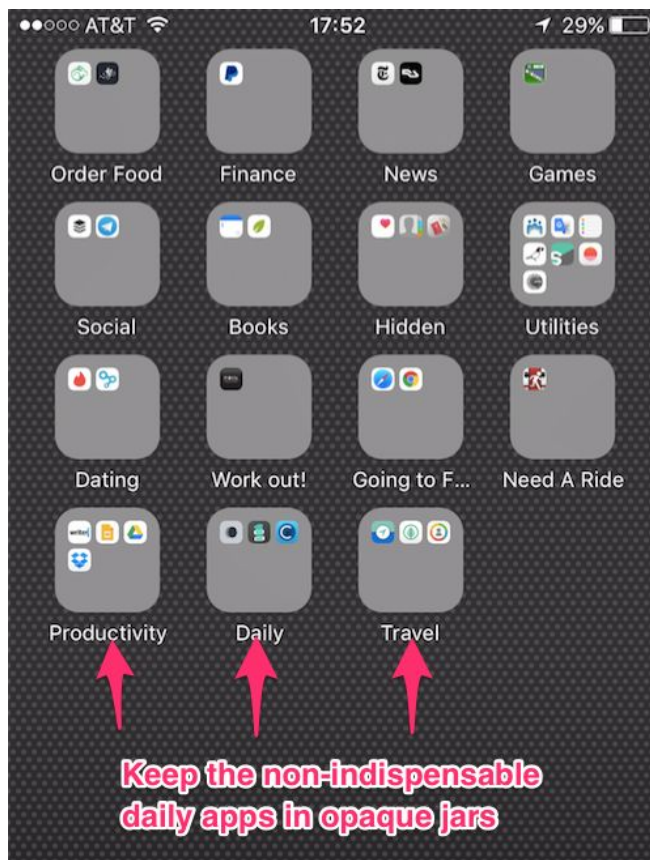 ●●○○○ AT&T 17:52 29%
Order Food Finance News Games
Social Books Hidden Utilities
Dating Work out! Going to F... Need A Ride
Productivity Daily Travel
Keep the non-indispensable
daily apps in opaque jars